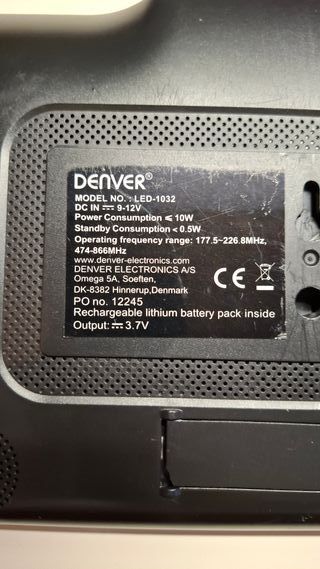 DENVER®
MODEL NO. : LED-1032
DC IN ⎓ 9-12V
Power Consumption ≤ 10W
Standby Consumption < 0.5W
Operating frequency range: 177.5~226.8MHz,
474-866MHz
www.denver-electronics.com
DENVER ELECTRONICS A/S
Omega 5A, Soeften,
DK-8382 Hinnerup,Denmark
CE
PO no. 12245
Rechargeable lithium battery pack inside
Output: ⎓ 3.7V